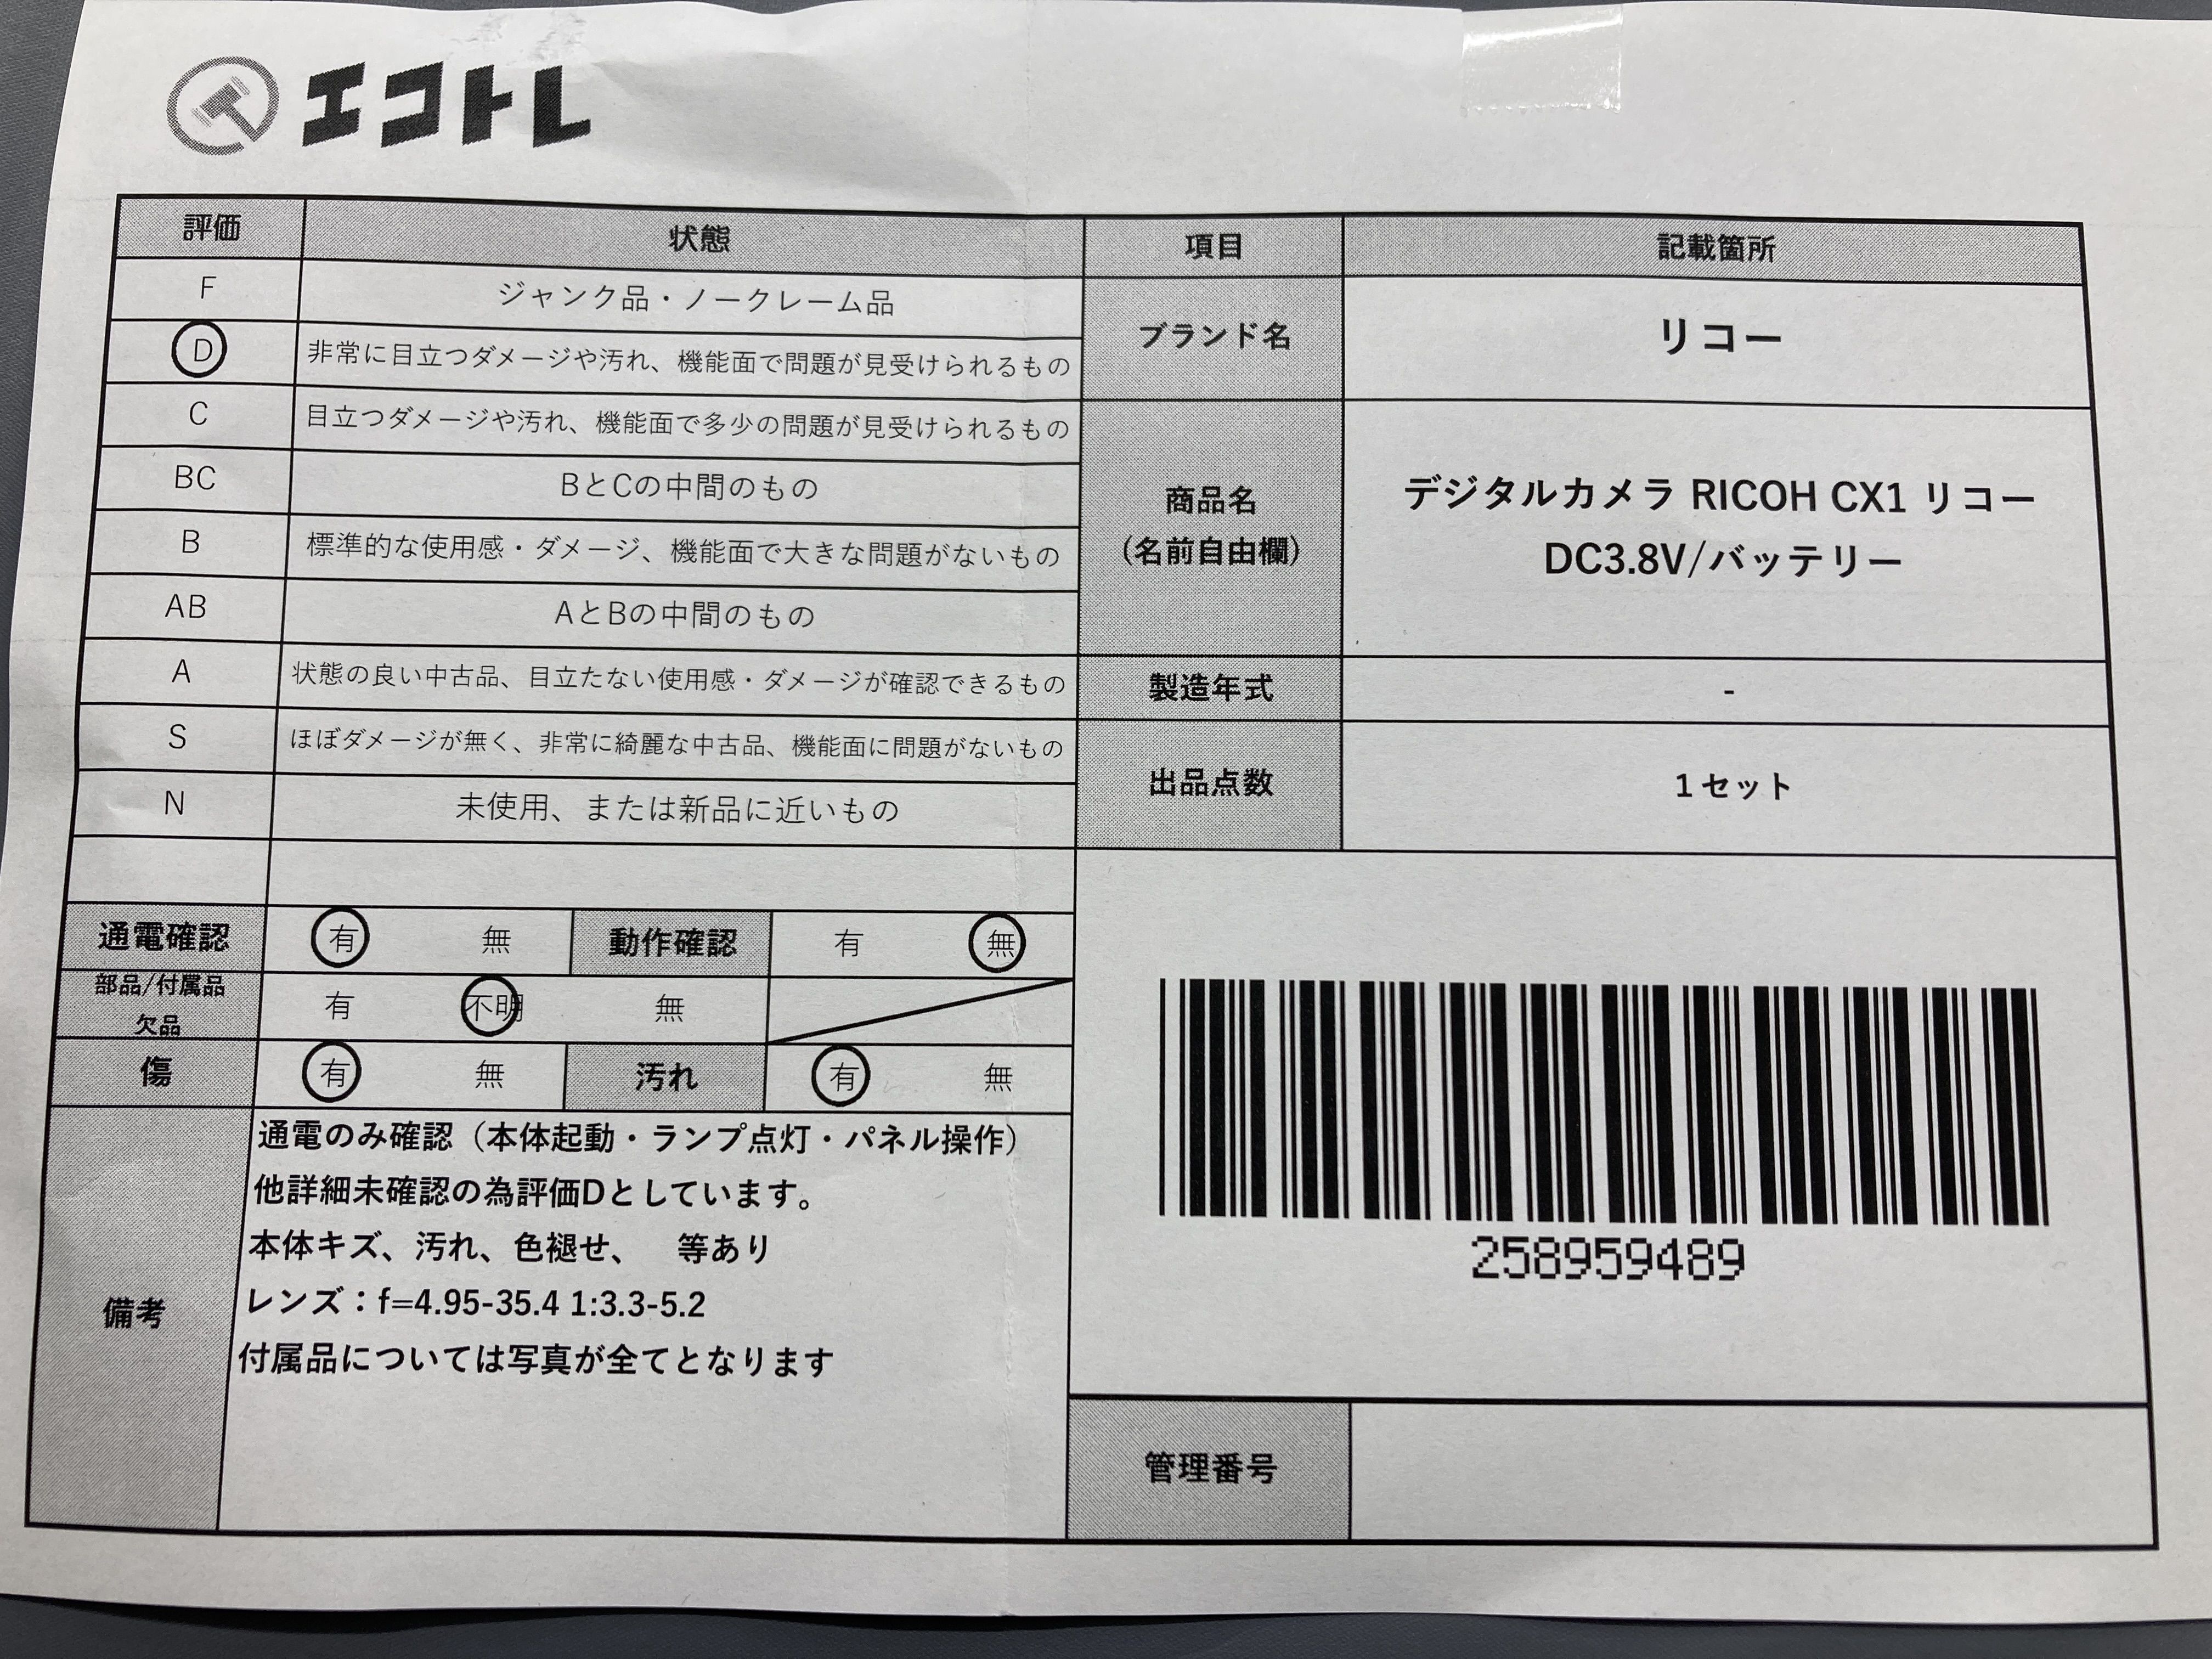 エコトレ
評価 状態 項目 記載箇所
F ジャンク品・ノークレーム品
D 非常に目立つダメージや汚れ、機能面で問題が見受けられるもの
C 目立つダメージや汚れ、機能面で多少の問題が見受けられるもの
BC BとCの中間のもの
B 標準的な使用感・ダメージ、機能面で大きな問題がないもの
AB AとBの中間のもの
A 状態の良い中古品、目立たない使用感・ダメージが確認できるもの
S ほぼダメージが無く、非常に綺麗な中古品、機能面に問題がないもの
N 未使用、または新品に近いもの
ブランド名 リコー
商品名
(名前自由欄)
デジタルカメラ RICOH CX1 リコー
DC3.8V/バッテリー
製造年式 -
出品点数 1セット
通電確認 有 無 動作確認 有 無
部品/付属品
欠品
有 不明 無
傷 有 無 汚れ 有 無
備考
通電のみ確認（本体起動・ランプ点灯・パネル操作）
他詳細未確認の為評価Dとしています。
本体キズ、汚れ、色褪せ、　等あり
レンズ：f=4.95-35.4 1:3.3-5.2
付属品については写真が全てとなります
258959489
管理番号